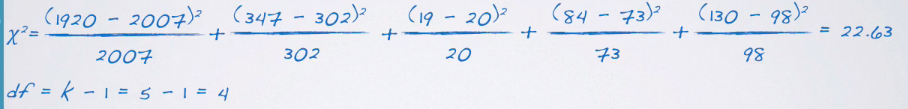 χ² = (1920 - 2007)²/2007 + (347 - 302)²/302 + (19 - 20)²/20 + (84 - 73)²/73 + (130 - 98)²/98 = 22.63
df = k - 1 = 5 - 1 = 4